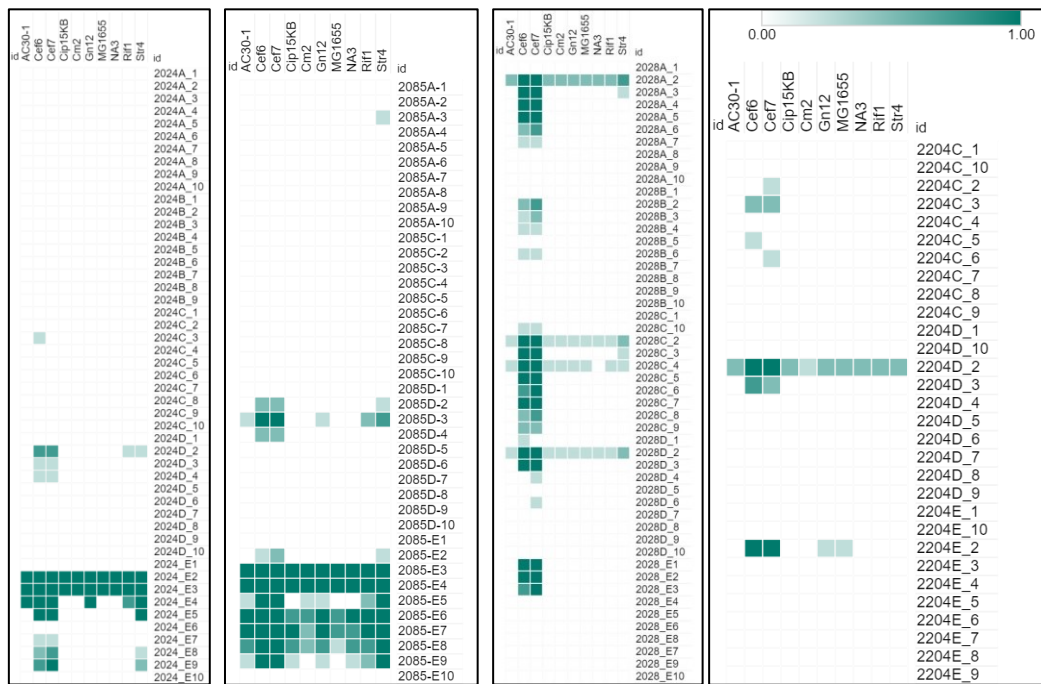 id
AC30-1
Cef6
Cef7
Cip15KB
Cm2
Gn12
MG1655
NA3
Rif1
Str4
id
2024A_1
2024A_2
2024A_3
2024A_4
2024A_5
2024A_6
2024A_7
2024A_8
2024A_9
2024A_10
2024B_1
2024B_2
2024B_3
2024B_4
2024B_5
2024B_6
2024B_7
2024B_8
2024B_9
2024C_1
2024C_2
2024C_3
2024C_4
2024C_5
2024C_6
2024C_7
2024C_8
2024C_9
2024C_10
2024D_1
2024D_2
2024D_3
2024D_4
2024D_5
2024D_6
2024D_7
2024D_8
2024D_9
2024D_10
2024_E1
2024_E2
2024_E3
2024_E4
2024_E5
2024_E6
2024_E7
2024_E8
2024_E9
2024_E10
id
AC30-1
Cef6
Cef7
Cip15KB
Cm2
Gn12
MG1655
NA3
Rif1
Str4
id
2085A-1
2085A-2
2085A-3
2085A-4
2085A-5
2085A-6
2085A-7
2085A-8
2085A-9
2085A-10
2085C-1
2085C-2
2085C-3
2085C-4
2085C-5
2085C-6
2085C-7
2085C-8
2085C-9
2085C-10
2085D-1
2085D-2
2085D-3
2085D-4
2085D-5
2085D-6
2085D-7
2085D-8
2085D-9
2085D-10
2085-E1
2085-E2
2085-E3
2085-E4
2085-E5
2085-E6
2085-E7
2085-E8
2085-E9
2085-E10
id
AC30-1
Cef6
Cef7
Cip15KB
Cm2
Gn12
MG1655
NA3
Rif1
Str4
id
2028A_1
2028A_2
2028A_3
2028A_4
2028A_5
2028A_6
2028A_7
2028A_8
2028A_9
2028A_10
2028B_1
2028B_2
2028B_3
2028B_4
2028B_5
2028B_6
2028B_7
2028B_8
2028B_9
2028B_10
2028C_1
2028C_10
2028C_2
2028C_3
2028C_4
2028C_5
2028C_6
2028C_7
2028C_8
2028C_9
2028D_1
2028D_2
2028D_3
2028D_4
2028D_5
2028D_6
2028D_7
2028D_8
2028D_9
2028D_10
2028_E1
2028_E2
2028_E3
2028_E4
2028_E5
2028_E6
2028_E8
2028_E7
2028_E9
2028_E10
0.00
1.00
id
AC30-1
Cef6
Cef7
Cip15KB
Cm2
Gn12
MG1655
NA3
Rif1
Str4
id
2204C_1
2204C_10
2204C_2
2204C_3
2204C_4
2204C_5
2204C_6
2204C_7
2204C_8
2204C_9
2204D_1
2204D_10
2204D_2
2204D_3
2204D_4
2204D_5
2204D_6
2204D_7
2204D_8
2204D_9
2204E_1
2204E_10
2204E_2
2204E_3
2204E_4
2204E_5
2204E_6
2204E_7
2204E_8
2204E_9